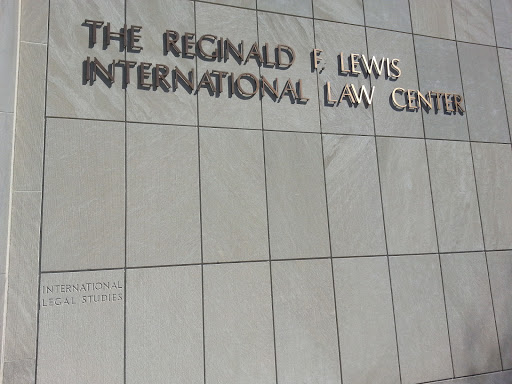 THE REGINALD F. LEWIS
INTERNATIONAL LAW CENTER
INTERNATIONAL
LEGAL STUDIES